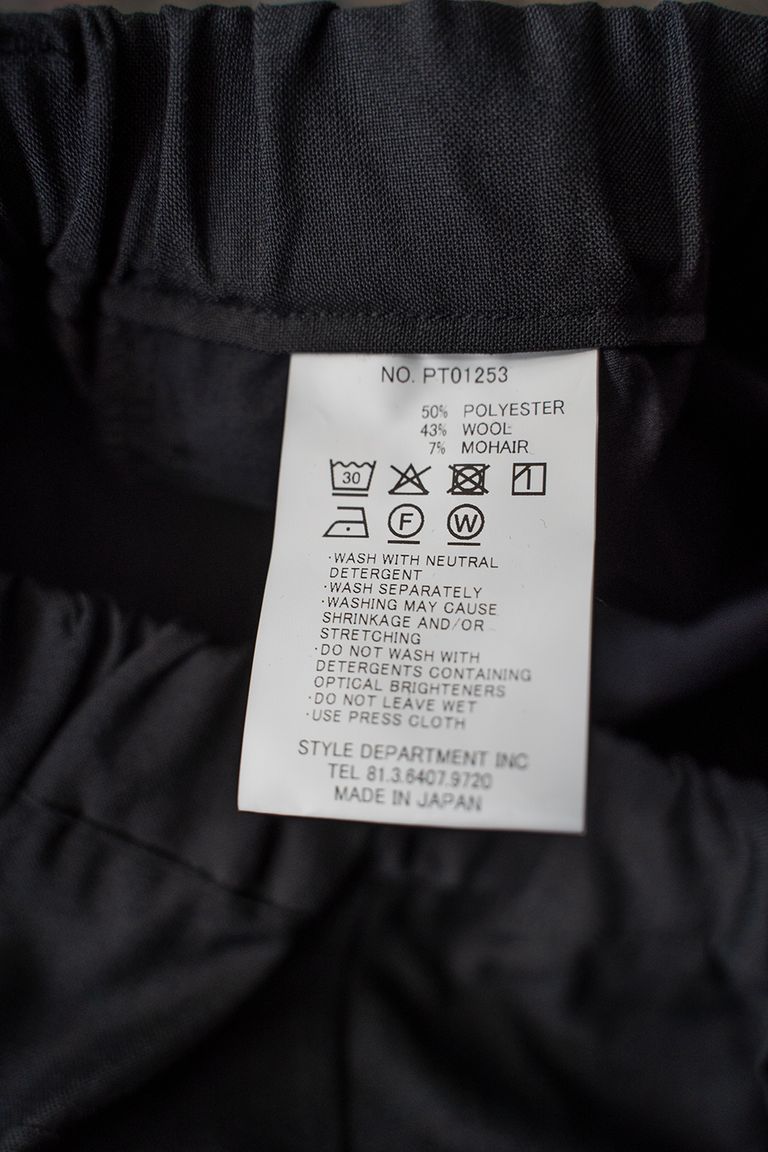 NO. PT01253
50% POLYESTER
43% WOOL
7% MOHAIR
30
1
F W
·WASH WITH NEUTRAL
DETERGENT
·WASH SEPARATELY
·WASHING MAY CAUSE
SHRINKAGE AND/OR
STRETCHING
·DO NOT WASH WITH
DETERGENTS CONTAINING
OPTICAL BRIGHTENERS
·DO NOT LEAVE WET
·USE PRESS CLOTH
STYLE DEPARTMENT INC
TEL 81.3.6407.9720
MADE IN JAPAN